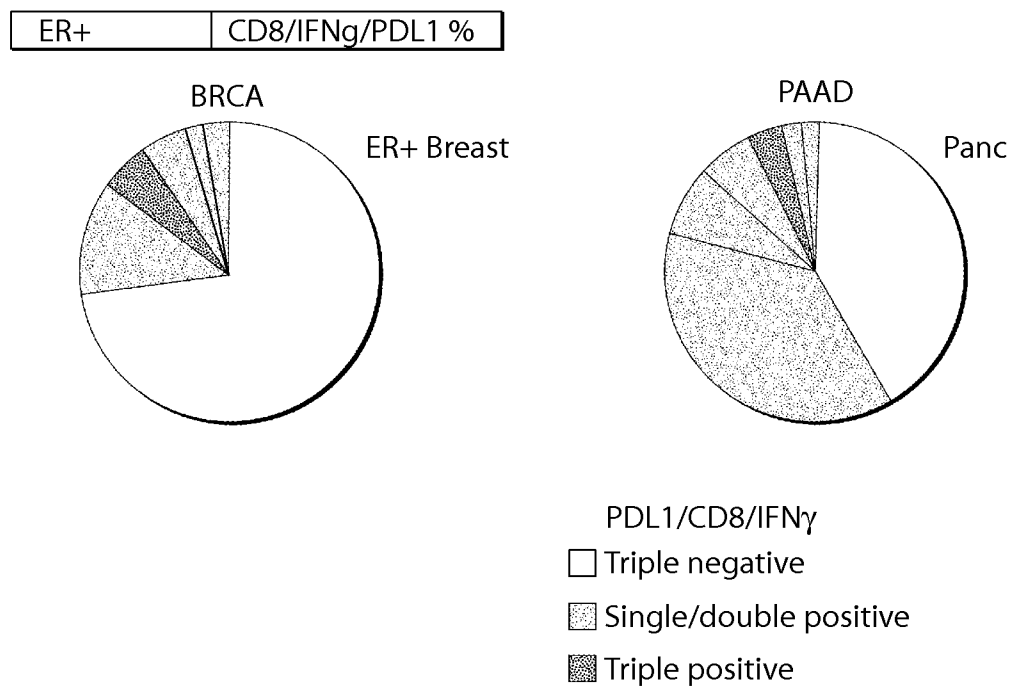 ER+ CD8/IFNg/PDL1 %
BRCA
ER+ Breast
PAAD
Panc
PDL1/CD8/IFNγ
Triple negative
Single/double positive
Triple positive